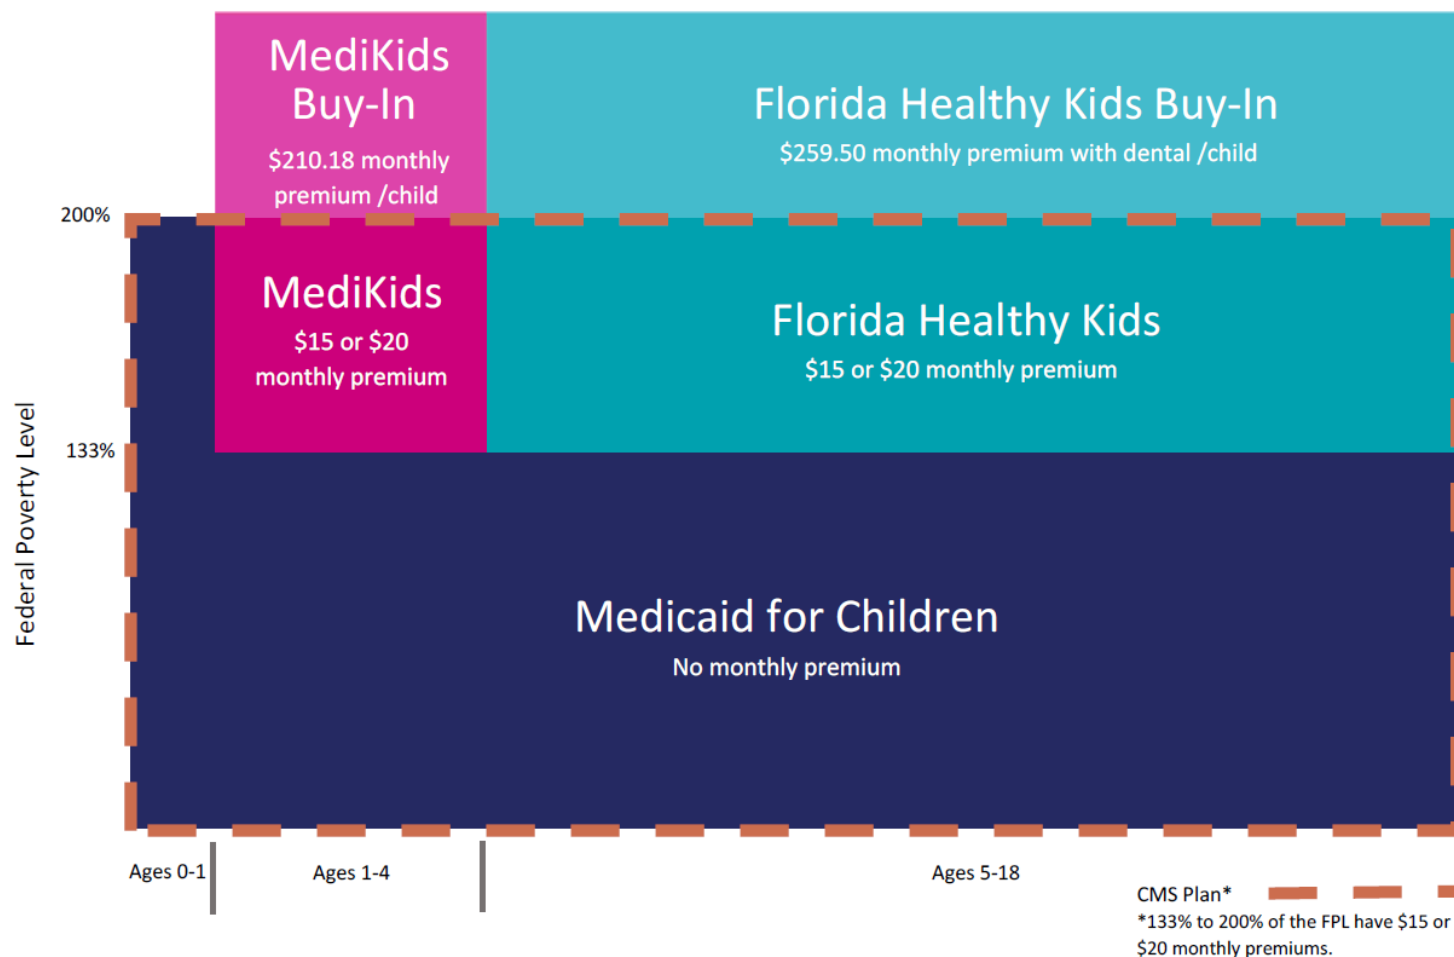 MediKids
Buy-In
$210.18 monthly
premium /child
Florida Healthy Kids Buy-In
$259.50 monthly premium with dental /child
200%
MediKids
$15 or $20
monthly premium
Florida Healthy Kids
$15 or $20 monthly premium
133%
Federal Poverty Level
Medicaid for Children
No monthly premium
Ages 0-1
Ages 1-4
Ages 5-18
CMS Plan*
*133% to 200% of the FPL have $15 or
$20 monthly premiums.